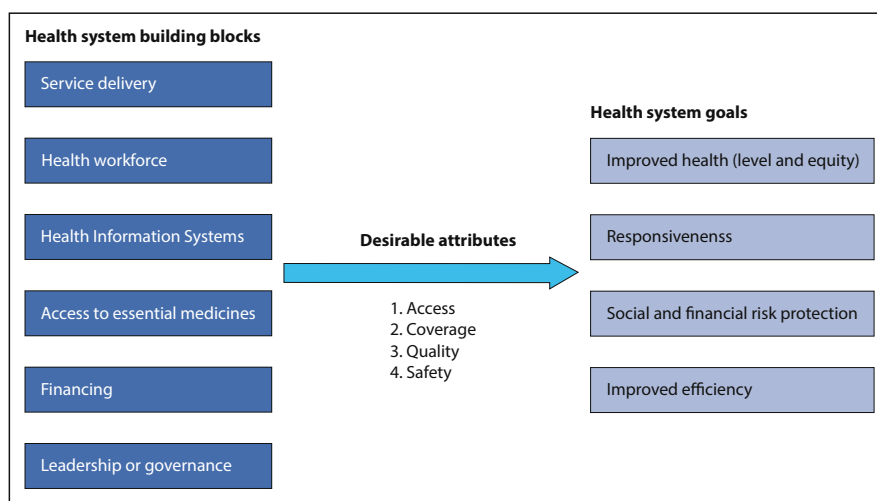 Health system building blocks
Service delivery
Health workforce
Health Information Systems
Access to essential medicines
Financing
Leadership or governance
Desirable attributes
1. Access
2. Coverage
3. Quality
4. Safety
Health system goals
Improved health (level and equity)
Responsivenenss
Social and financial risk protection
Improved efficiency